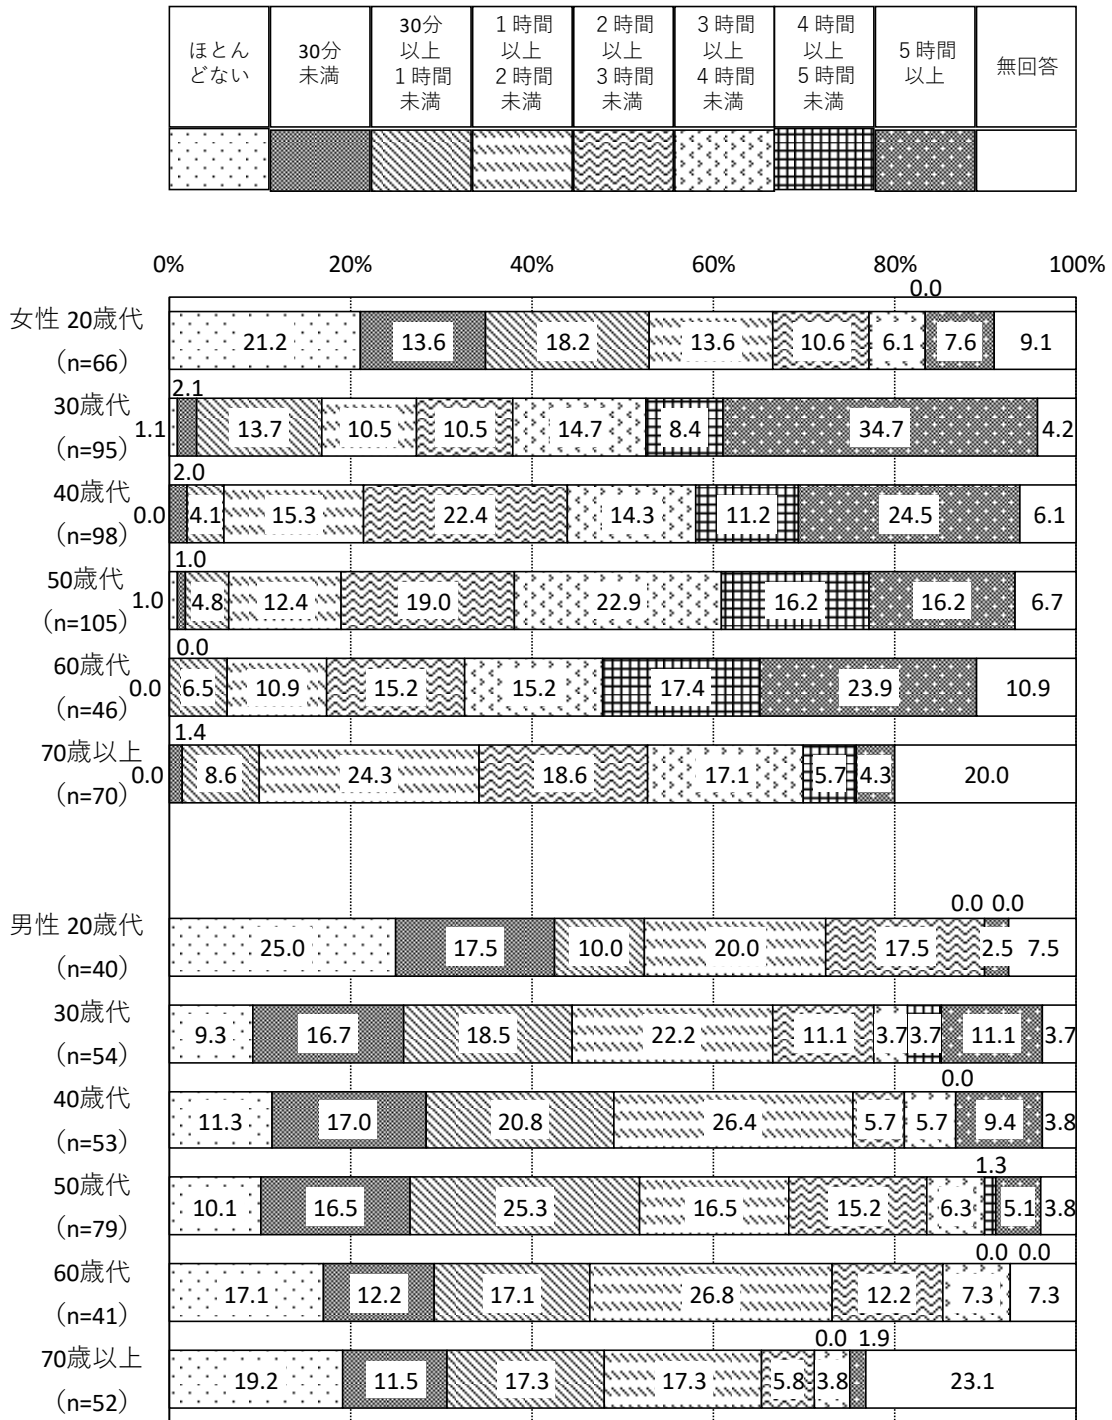 ほとん
どない
30分
未満
30分
以上
1時間
未満
1時間
以上
2時間
未満
2時間
以上
3時間
未満
3時間
以上
4時間
未満
4時間
以上
5時間
未満
5時間
以上
無回答
0% 20% 40% 60% 80% 100%
0.0
女性 20歳代
(n=66)
21.2 13.6 18.2 13.6 10.6 6.1 7.6 9.1
2.1
30歳代
(n=95)
1.1 13.7 10.5 10.5 14.7 8.4 34.7 4.2
2.0
40歳代
(n=98)
0.0 4.1 15.3 22.4 14.3 11.2 24.5 6.1
1.0
50歳代
(n=105)
1.0 4.8 12.4 19.0 22.9 16.2 16.2 6.7
0.0
60歳代
(n=46)
0.0 6.5 10.9 15.2 15.2 17.4 23.9 10.9
1.4
70歳以上
(n=70)
0.0 8.6 24.3 18.6 17.1 5.7 4.3 20.0
0.0 0.0
男性 20歳代
(n=40)
25.0 17.5 10.0 20.0 17.5 2.5 7.5
30歳代
(n=54)
9.3 16.7 18.5 22.2 11.1 3.7 3.7 11.1 3.7
0.0
40歳代
(n=53)
11.3 17.0 20.8 26.4 5.7 5.7 9.4 3.8
1.3
50歳代
(n=79)
10.1 16.5 25.3 16.5 15.2 6.3 5.1 3.8
0.0 0.0
60歳代
(n=41)
17.1 12.2 17.1 26.8 12.2 7.3 7.3
0.0 1.9
70歳以上
(n=52)
19.2 11.5 17.3 17.3 5.8 3.8 23.1